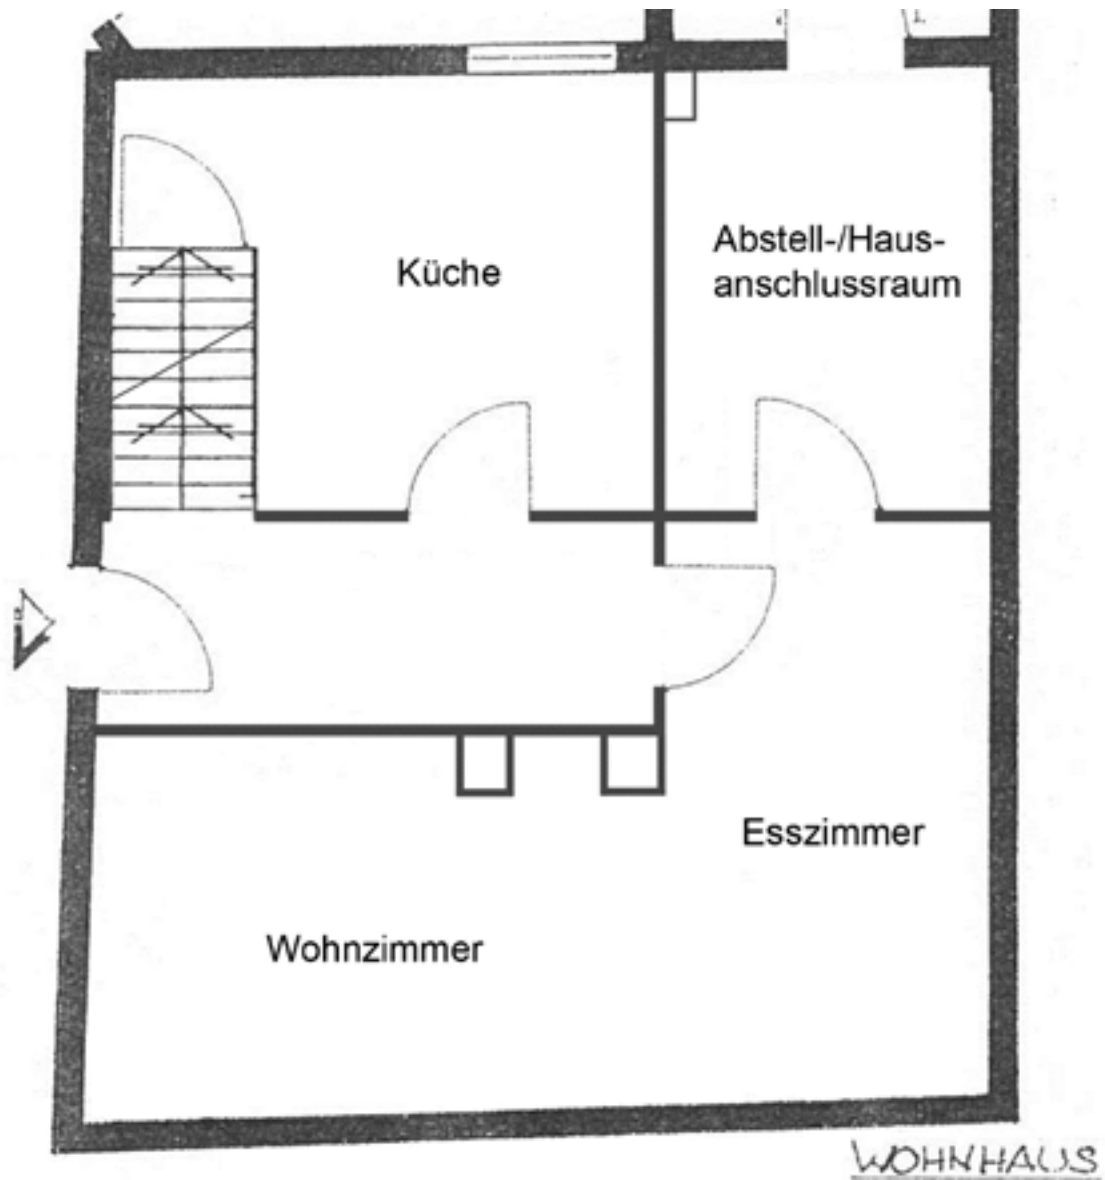 Küche
Abstell-/Haus-
anschlussraum
Esszimmer
Wohnzimmer
WOHNHAUS